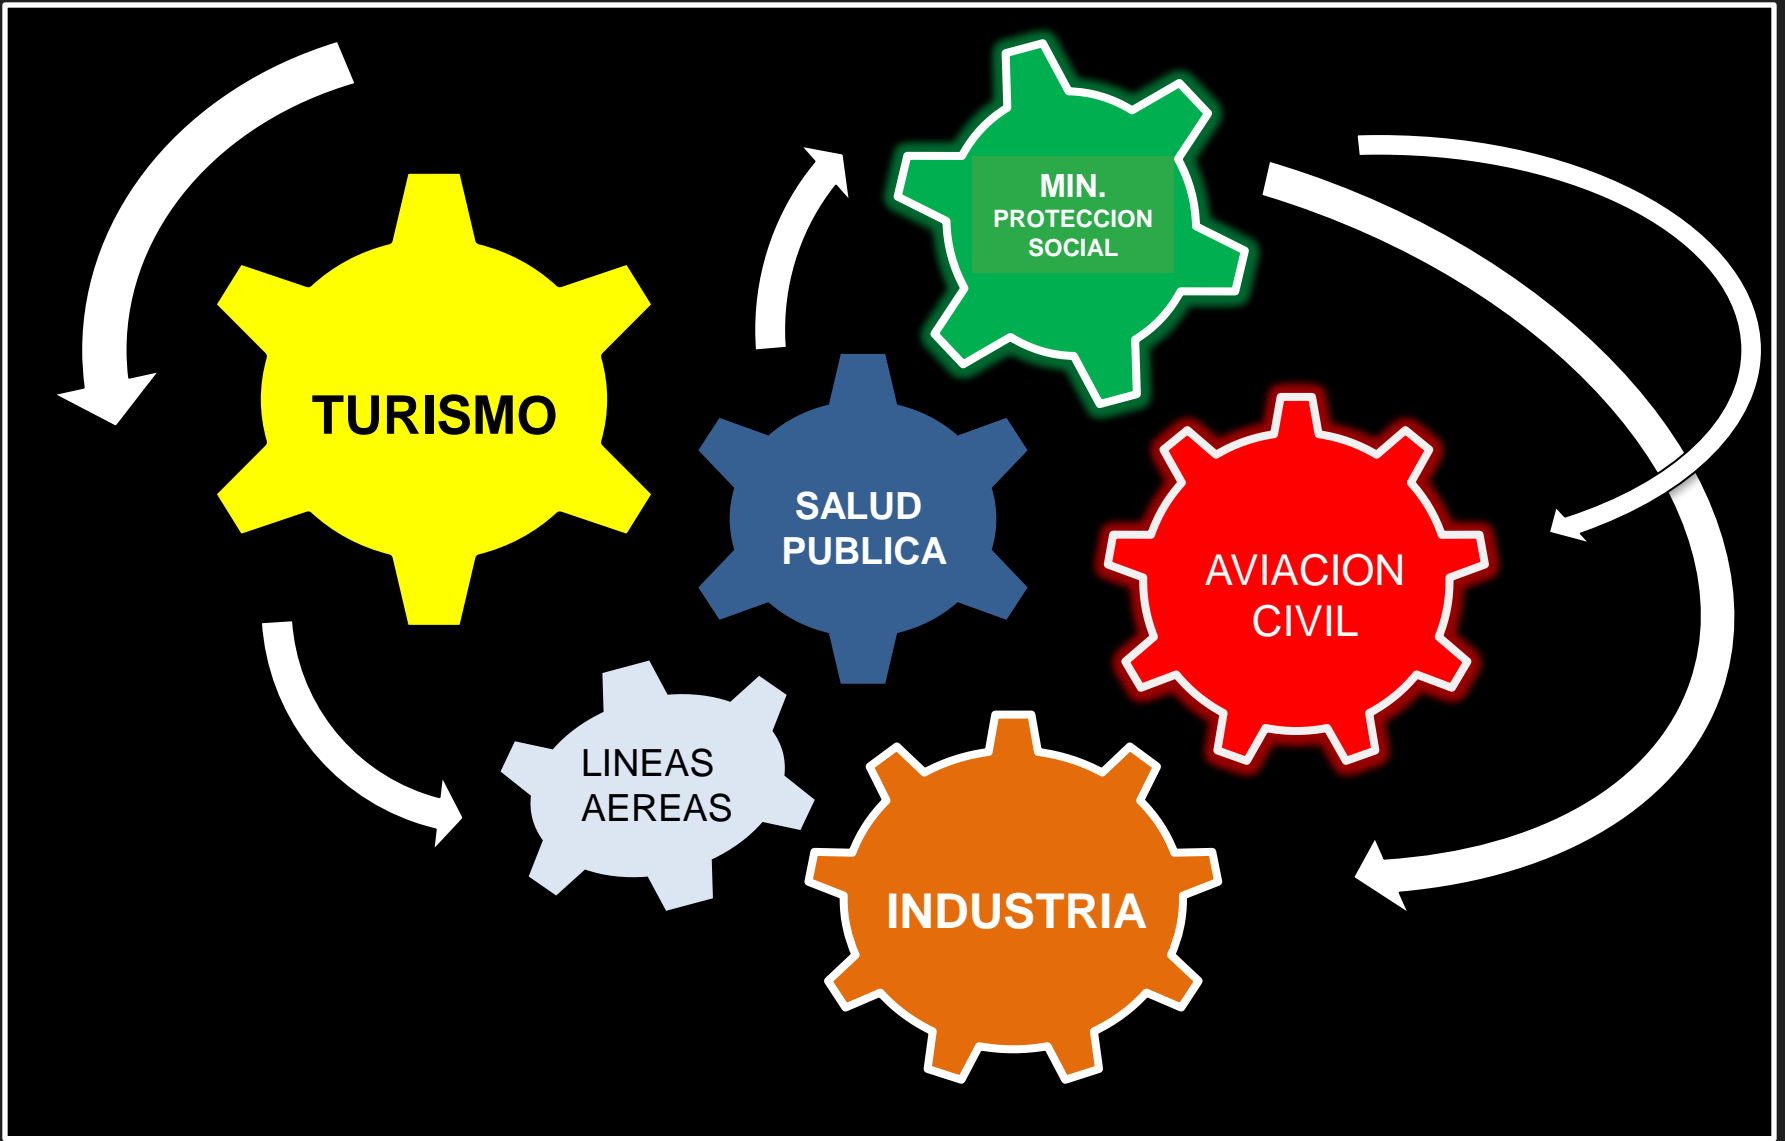 MIN.
PROTECCION
SOCIAL
TURISMO
SALUD
PUBLICA
AVIACION
CIVIL
LINEAS
AEREAS
INDUSTRIA